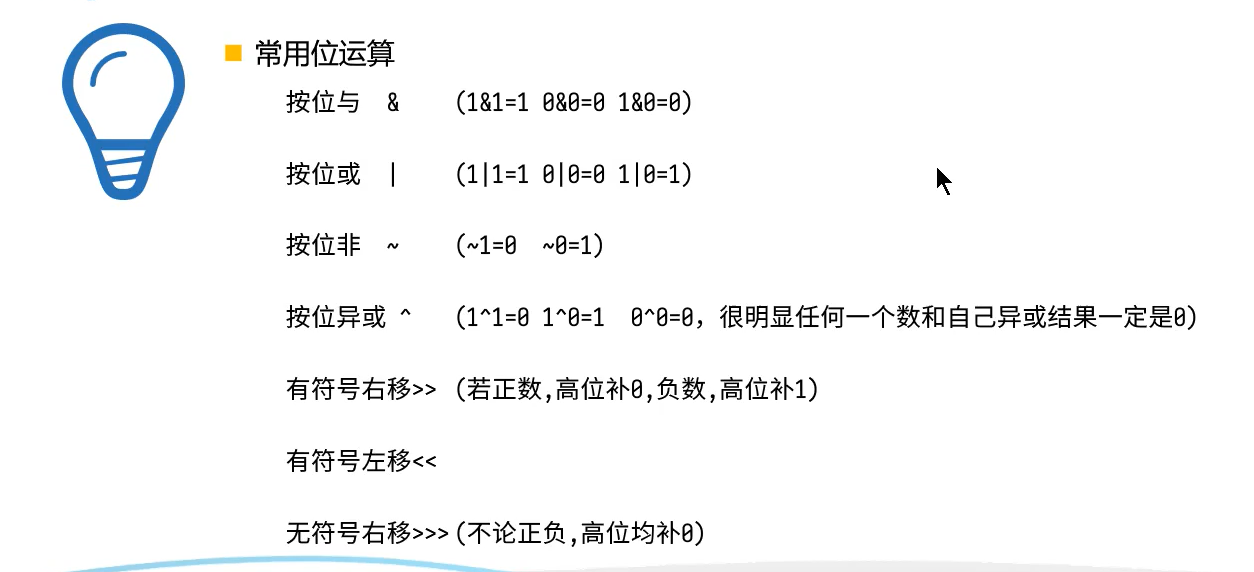 常用位运算
按位与 & (1&1=1 0&0=0 1&0=0)
按位或 | (1|1=1 0|0=0 1|0=1)
按位非 ~ (~1=0 ~0=1)
按位异或 ^ (1^1=0 1^0=1 0^0=0，很明显任何一个数和自己异或结果一定是0)
有符号右移>> (若正数,高位补0,负数,高位补1)
有符号左移<<
无符号右移>>>(不论正负,高位均补0)